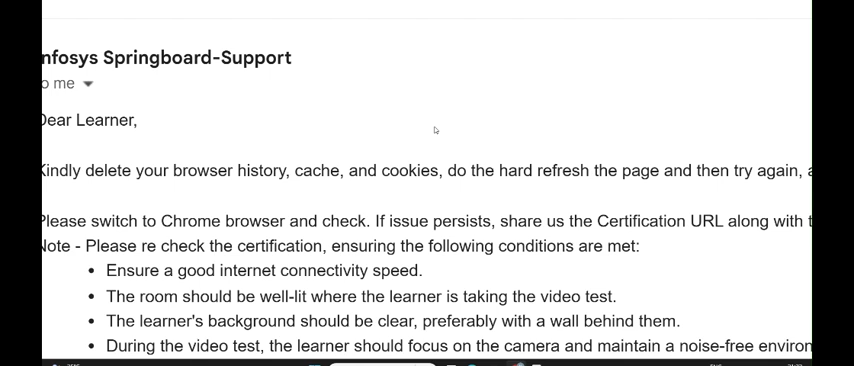 nfosys Springboard-Support
o me
Dear Learner,
Kindly delete your browser history, cache, and cookies, do the hard refresh the page and then try again, a
Please switch to Chrome browser and check. If issue persists, share us the Certification URL along with t
Note - Please re check the certification, ensuring the following conditions are met:
• Ensure a good internet connectivity speed.
• The room should be well-lit where the learner is taking the video test.
• The learner's background should be clear, preferably with a wall behind them.
• During the video test, the learner should focus on the camera and maintain a noise-free environ